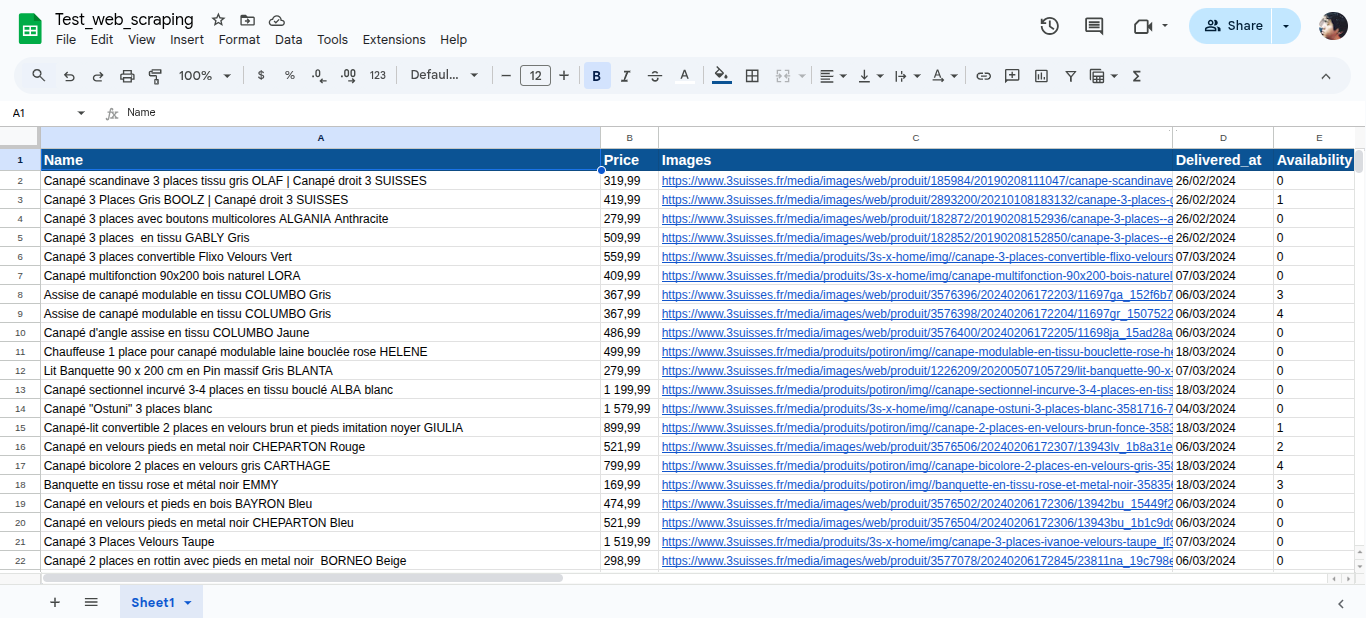 Test_web_scraping
File Edit View Insert Format Data Tools Extensions Help
Share
100% $ % .0 .00 123 Defaul... 12 B I S A A Σ
A1 fx Name
A B C D E
1 Name Price Images Delivered_at Availability
2 Canapé scandinave 3 places tissu gris OLAF | Canapé droit 3 SUISSES 319,99 https://www.3suisses.fr/media/images/web/produit/185984/20190208111047/canape-scandinave 26/02/2024 0
3 Canapé 3 Places Gris BOOLZ | Canapé droit 3 SUISSES 419,99 https://www.3suisses.fr/media/images/web/produit/2893200/20210108183132/canape-3-places- 26/02/2024 1
4 Canapé 3 places avec boutons multicolores ALGANIA Anthracite 279,99 https://www.3suisses.fr/media/images/web/produit/182872/20190208152936/canape-3-places--a 26/02/2024 0
5 Canapé 3 places  en tissu GABLY Gris 509,99 https://www.3suisses.fr/media/images/web/produit/182852/20190208152850/canape-3-places--e 26/02/2024 0
6 Canapé 3 places convertible Flixo Velours Vert 559,99 https://www.3suisses.fr/media/produits/3s-x-home/img//canape-3-places-convertible-flixo-velours 07/03/2024 0
7 Canapé multifonction 90x200 bois naturel LORA 409,99 https://www.3suisses.fr/media/produits/3s-x-home/img/canape-multifonction-90x200-bois-naturel 07/03/2024 0
8 Assise de canapé modulable en tissu COLUMBO Gris 367,99 https://www.3suisses.fr/media/images/web/produit/3576396/20240206172203/11697ga_152f6b7 06/03/2024 3
9 Assise de canapé modulable en tissu COLUMBO Gris 367,99 https://www.3suisses.fr/media/images/web/produit/3576398/20240206172204/11697gr_1507522 06/03/2024 4
10 Canapé d'angle assise en tissu COLUMBO Jaune 486,99 https://www.3suisses.fr/media/images/web/produit/3576400/20240206172205/11698ja_15ad28a 06/03/2024 0
11 Chauffeuse 1 place pour canapé modulable laine bouclée rose HELENE 499,99 https://www.3suisses.fr/media/produits/potiron/img//canape-modulable-en-tissu-bouclette-rose-he 18/03/2024 0
12 Lit Banquette 90 x 200 cm en Pin massif Gris BLANTA 279,99 https://www.3suisses.fr/media/images/web/produit/1226209/20200507105729/lit-banquette-90-x- 07/03/2024 0
13 Canapé sectionnel incurvé 3-4 places en tissu bouclé ALBA blanc 1 199,99 https://www.3suisses.fr/media/produits/potiron/img//canape-sectionnel-incurve-3-4-places-en-tiss 18/03/2024 0
14 Canapé "Ostuni" 3 places blanc 1 579,99 https://www.3suisses.fr/media/produits/3s-x-home/img//canape-ostuni-3-places-blanc-3581716-7 04/03/2024 0
15 Canapé-lit convertible 2 places en velours brun et pieds imitation noyer GIULIA 899,99 https://www.3suisses.fr/media/produits/potiron/img//canape-2-places-en-velours-brun-fonce-3583 18/03/2024 1
16 Canapé en velours pieds en metal noir CHEPARTON Rouge 521,99 https://www.3suisses.fr/media/images/web/produit/3576506/20240206172307/13943lv_1b8a31e 06/03/2024 2
17 Canapé bicolore 2 places en velours gris CARTHAGE 799,99 https://www.3suisses.fr/media/produits/potiron/img//canape-bicolore-2-places-en-velours-gris-358 18/03/2024 4
18 Banquette en tissu rose et métal noir EMMY 169,99 https://www.3suisses.fr/media/produits/potiron/img//banquette-en-tissu-rose-et-metal-noir-358356 18/03/2024 3
19 Canapé en velours et pieds en bois BAYRON Bleu 474,99 https://www.3suisses.fr/media/images/web/produit/3576502/20240206172306/13942bu_15449f2 06/03/2024 0
20 Canapé en velours pieds en metal noir CHEPARTON Bleu 521,99 https://www.3suisses.fr/media/images/web/produit/3576504/20240206172306/13943bu_1b1c9dc 06/03/2024 0
21 Canapé 3 Places Velours Taupe 1 519,99 https://www.3suisses.fr/media/produits/3s-x-home/img/canape-3-places-ivanoe-velours-taupe_lf3 07/03/2024 0
22 Canapé 2 places en rottin avec pieds en metal noir  BORNEO Beige 298,99 https://www.3suisses.fr/media/images/web/produit/3577078/20240206172845/23811na_19c798e 06/03/2024 0
Sheet1